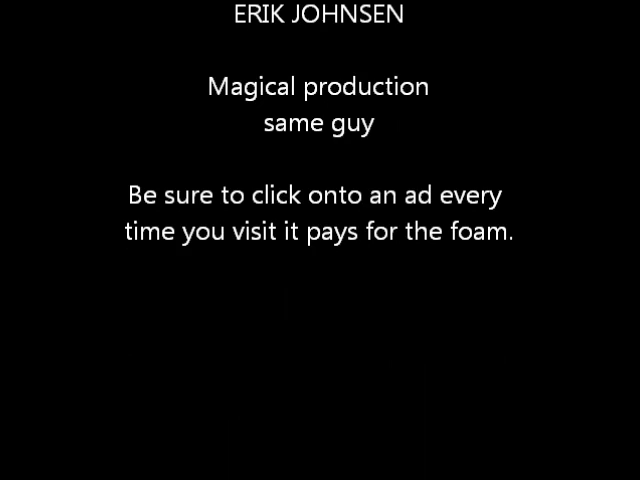 ERIK JOHNSEN
Magical production
same guy
Be sure to click onto an ad every
time you visit it pays for the foam.